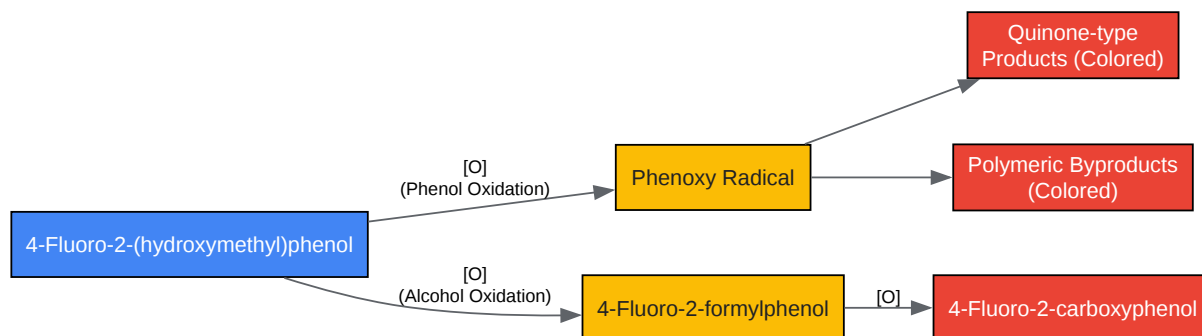 Quinone-type
Products (Colored)
[O]
(Phenol Oxidation)
Phenoxy Radical
Polymeric Byproducts
(Colored)
4-Fluoro-2-(hydroxymethyl)phenol
[O]
(Alcohol Oxidation)
4-Fluoro-2-formylphenol
[O]
4-Fluoro-2-carboxyphenol